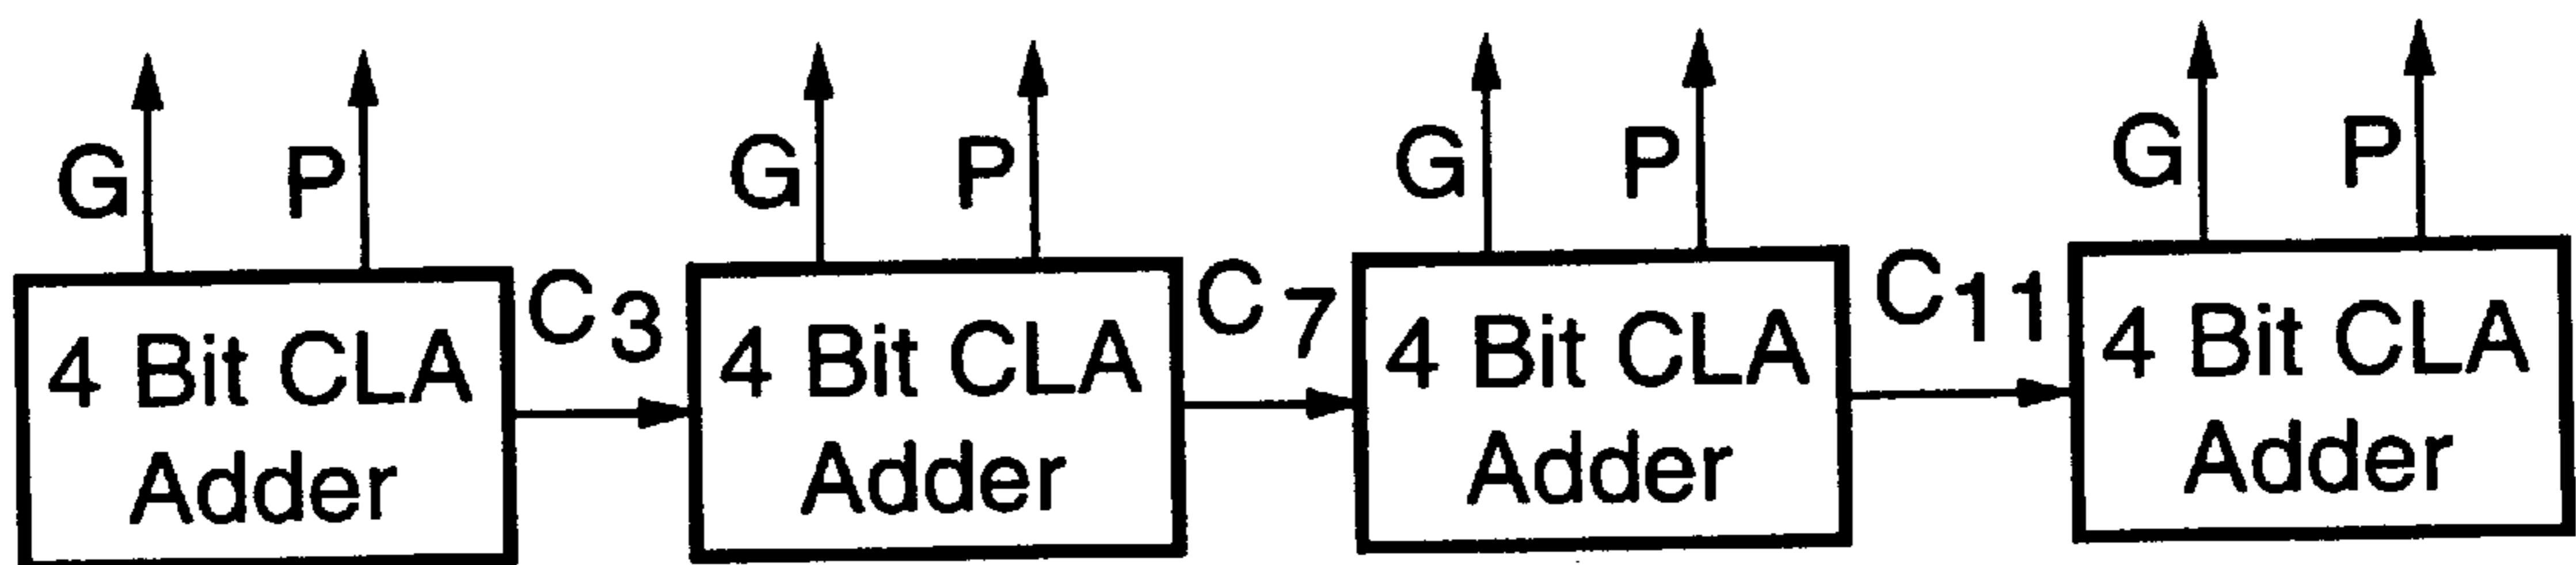 G P G P G P G P
C3 C7 C11
4 Bit CLA 4 Bit CLA 4 Bit CLA 4 Bit CLA
Adder Adder Adder Adder